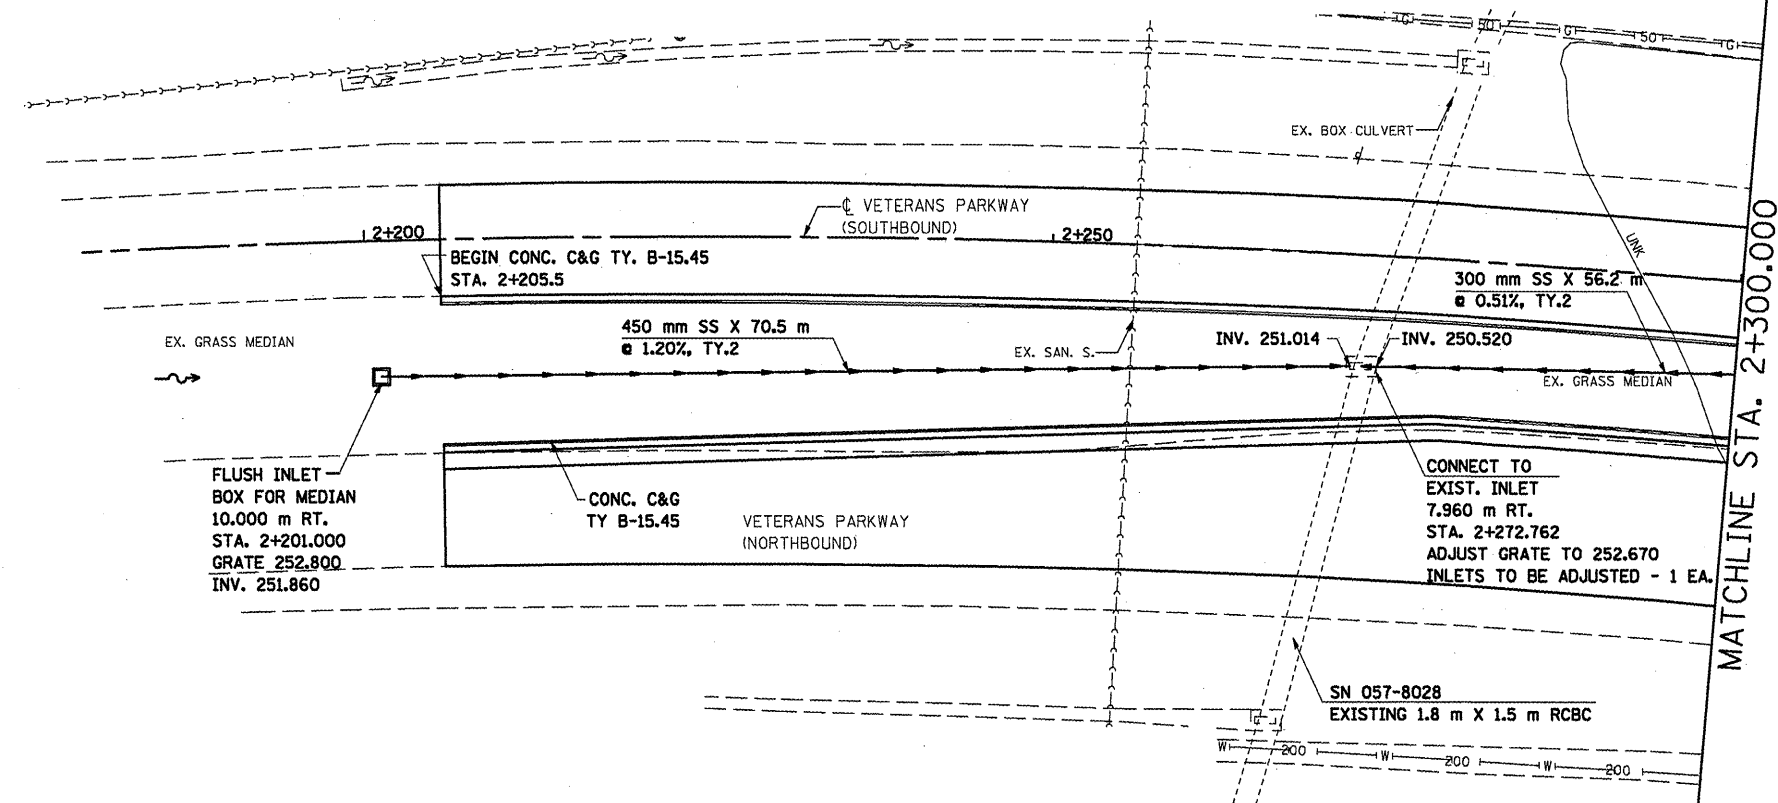 G
50
G
50
G
EX. BOX CULVERT
℄ VETERANS PARKWAY
(SOUTHBOUND)
2+200
2+250
BEGIN CONC. C&G TY. B-15.45
STA. 2+205.5
UNK
300 mm SS X 56.2 m
@ 0.51%, TY.2
450 mm SS X 70.5 m
@ 1.20%, TY.2
EX. GRASS MEDIAN
EX. SAN. S.
INV. 251.014
INV. 250.520
EX. GRASS MEDIAN
FLUSH INLET
BOX FOR MEDIAN
10.000 m RT.
STA. 2+201.000
GRATE 252.800
INV. 251.860
CONC. C&G
TY B-15.45
VETERANS PARKWAY
(NORTHBOUND)
CONNECT TO
EXIST. INLET
7.960 m RT.
STA. 2+272.762
ADJUST GRATE TO 252.670
INLETS TO BE ADJUSTED - 1 EA.
SN 057-8028
EXISTING 1.8 m X 1.5 m RCBC
W
200
W
200
W
200
MATCHLINE STA. 2+300.000